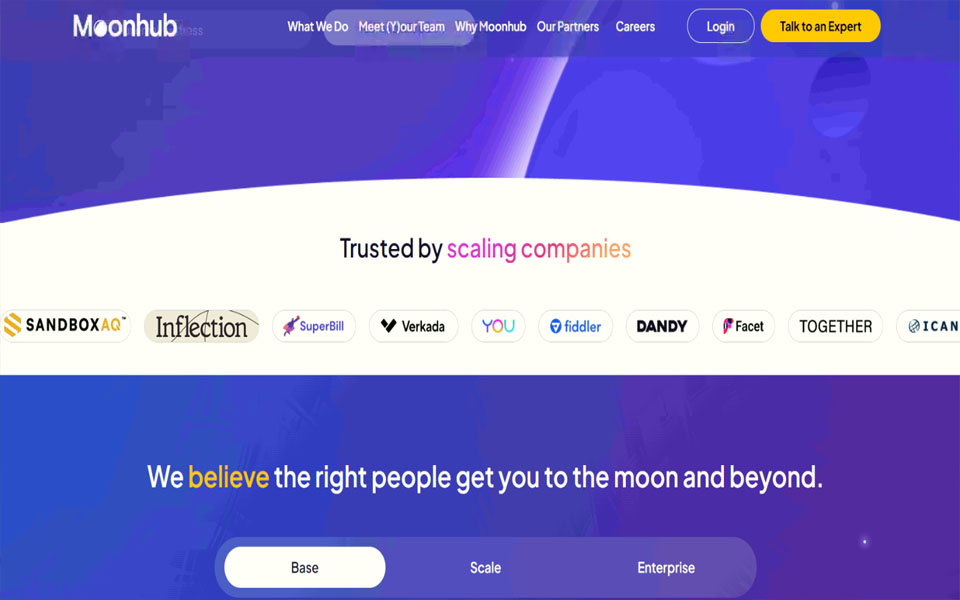 Moonhub What We Do Meet (Y)our Team Why Moonhub Our Partners Careers Login Talk to an Expert
Trusted by scaling companies
SANDBOXAQ™ Inflection SuperBill Verkada YOU fiddler DANDY Facet TOGETHER ICAN
We believe the right people get you to the moon and beyond.
Base Scale Enterprise